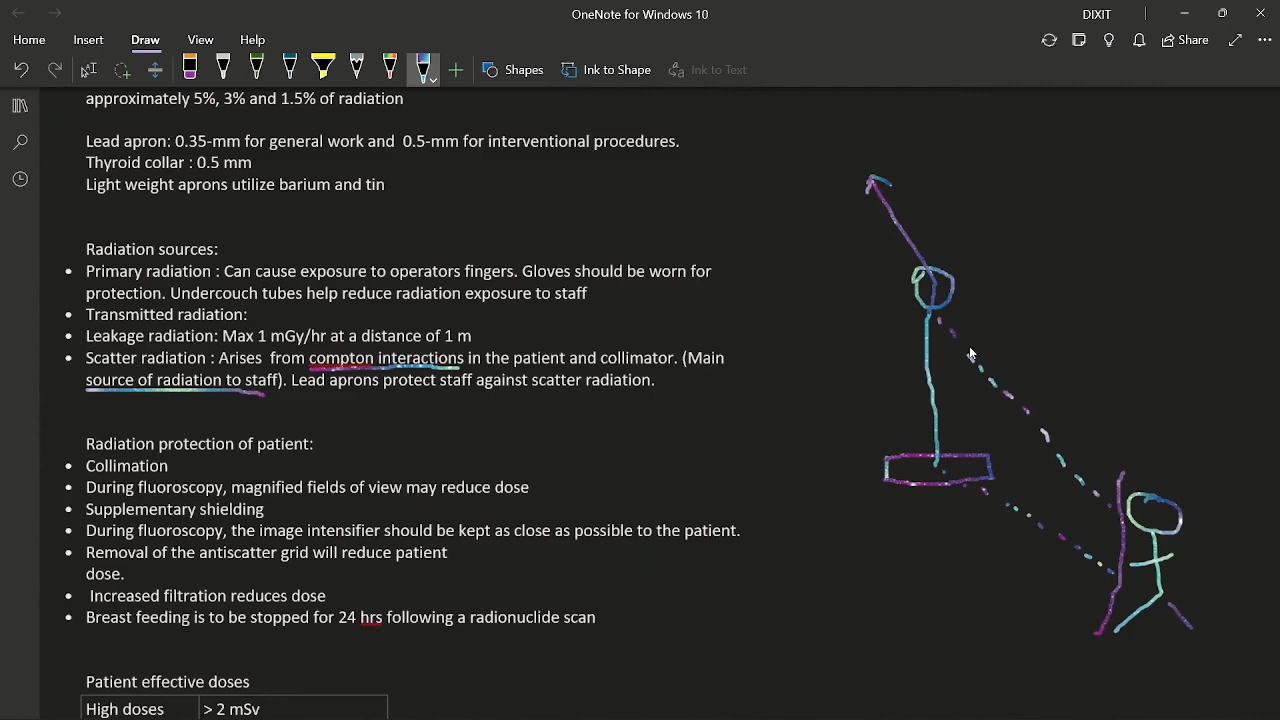 OneNote for Windows 10
DIXIT
Home Insert Draw View Help
Share
Shapes Ink to Shape Ink to Text
approximately 5%, 3% and 1.5% of radiation
Lead apron: 0.35-mm for general work and 0.5-mm for interventional procedures.
Thyroid collar : 0.5 mm
Light weight aprons utilize barium and tin
Radiation sources:
• Primary radiation : Can cause exposure to operators fingers. Gloves should be worn for
protection. Undercouch tubes help reduce radiation exposure to staff
• Transmitted radiation:
• Leakage radiation: Max 1 mGy/hr at a distance of 1 m
• Scatter radiation : Arises from compton interactions in the patient and collimator. (Main
source of radiation to staff). Lead aprons protect staff against scatter radiation.
Radiation protection of patient:
• Collimation
• During fluoroscopy, magnified fields of view may reduce dose
• Supplementary shielding
• During fluoroscopy, the image intensifier should be kept as close as possible to the patient.
• Removal of the antiscatter grid will reduce patient
dose.
• Increased filtration reduces dose
• Breast feeding is to be stopped for 24 hrs following a radionuclide scan
Patient effective doses
High doses > 2 mSv